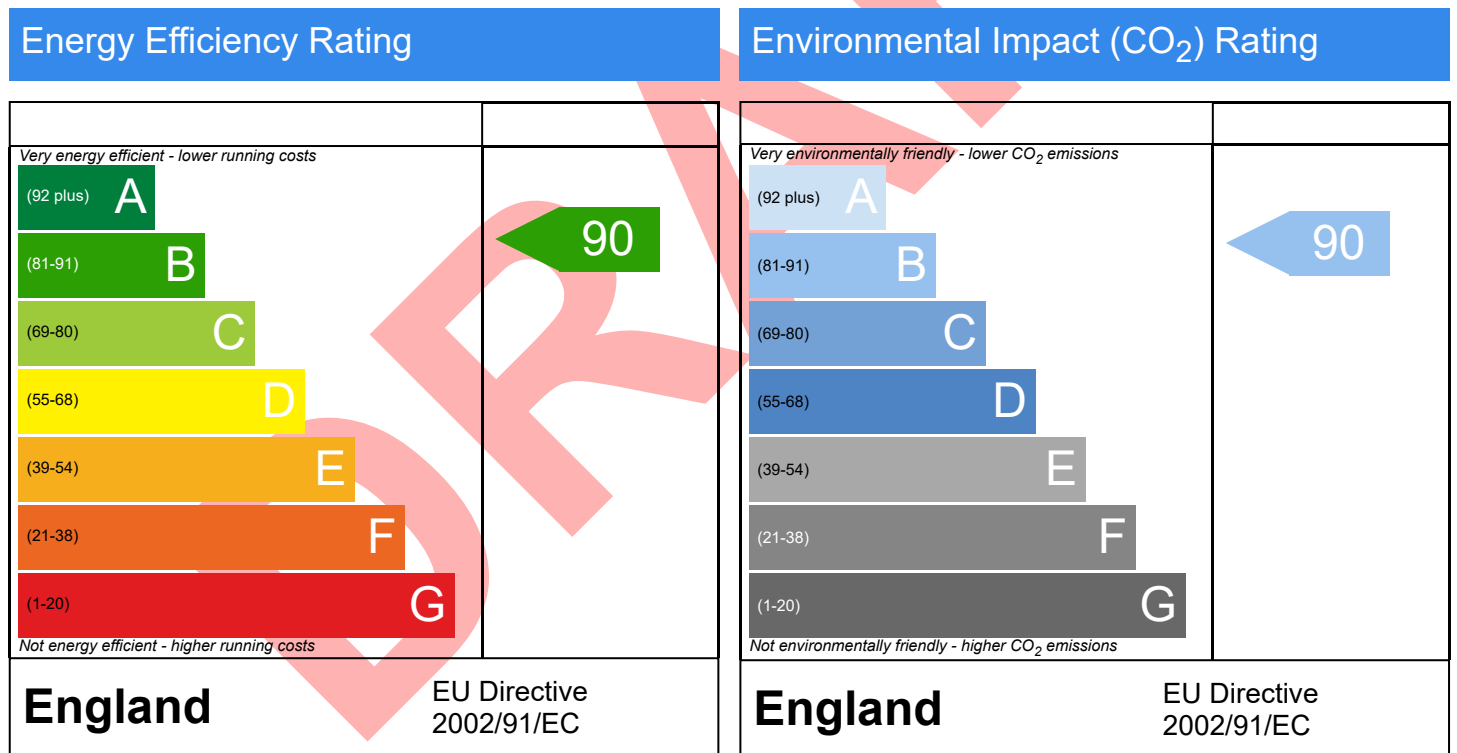 Energy Efficiency Rating
Very energy efficient - lower running costs
(92 plus) A
(81-91) B
(69-80) C
(55-68) D
(39-54) E
(21-38) F
(1-20) G
Not energy efficient - higher running costs
90
England
EU Directive
2002/91/EC
Environmental Impact (CO₂) Rating
Very environmentally friendly - lower CO₂ emissions
(92 plus) A
(81-91) B
(69-80) C
(55-68) D
(39-54) E
(21-38) F
(1-20) G
Not environmentally friendly - higher CO₂ emissions
90
England
EU Directive
2002/91/EC